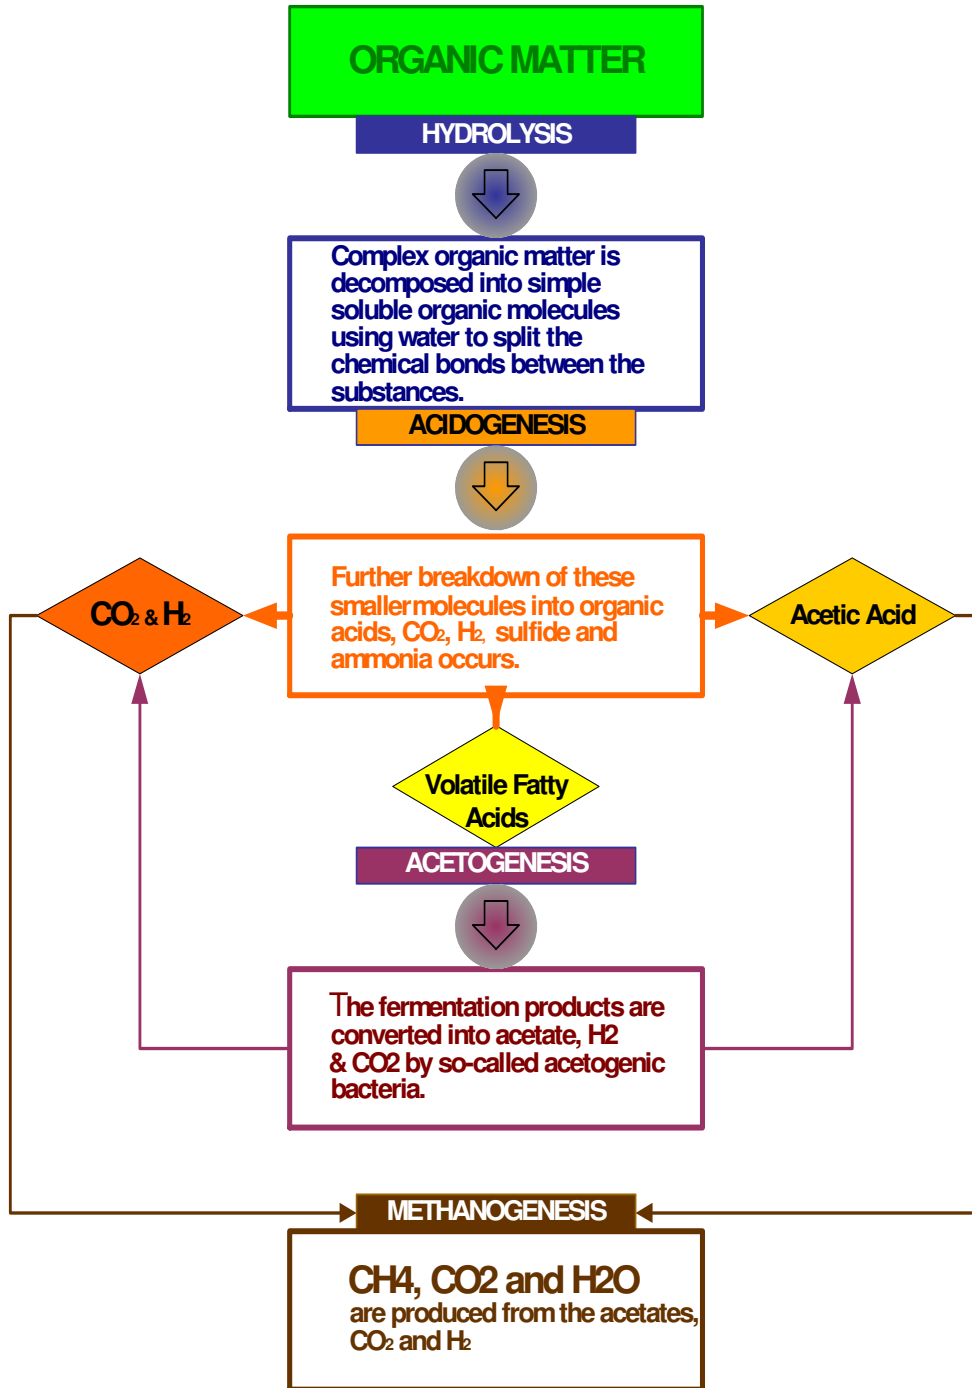 ORGANIC MATTER
HYDROLYSIS
Complex organic matter is
decomposed into simple
soluble organic molecules
using water to split the
chemical bonds between the
substances.
ACIDOGENESIS
Further breakdown of these
smaller molecules into organic
acids, CO₂, H₂, sulfide and
ammonia occurs.
CO₂ & H₂
Acetic Acid
Volatile Fatty
Acids
ACETOGENESIS
The fermentation products are
converted into acetate, H2
& CO2 by so-called acetogenic
bacteria.
METHANOGENESIS
CH4, CO2 and H2O
are produced from the acetates,
CO₂ and H₂